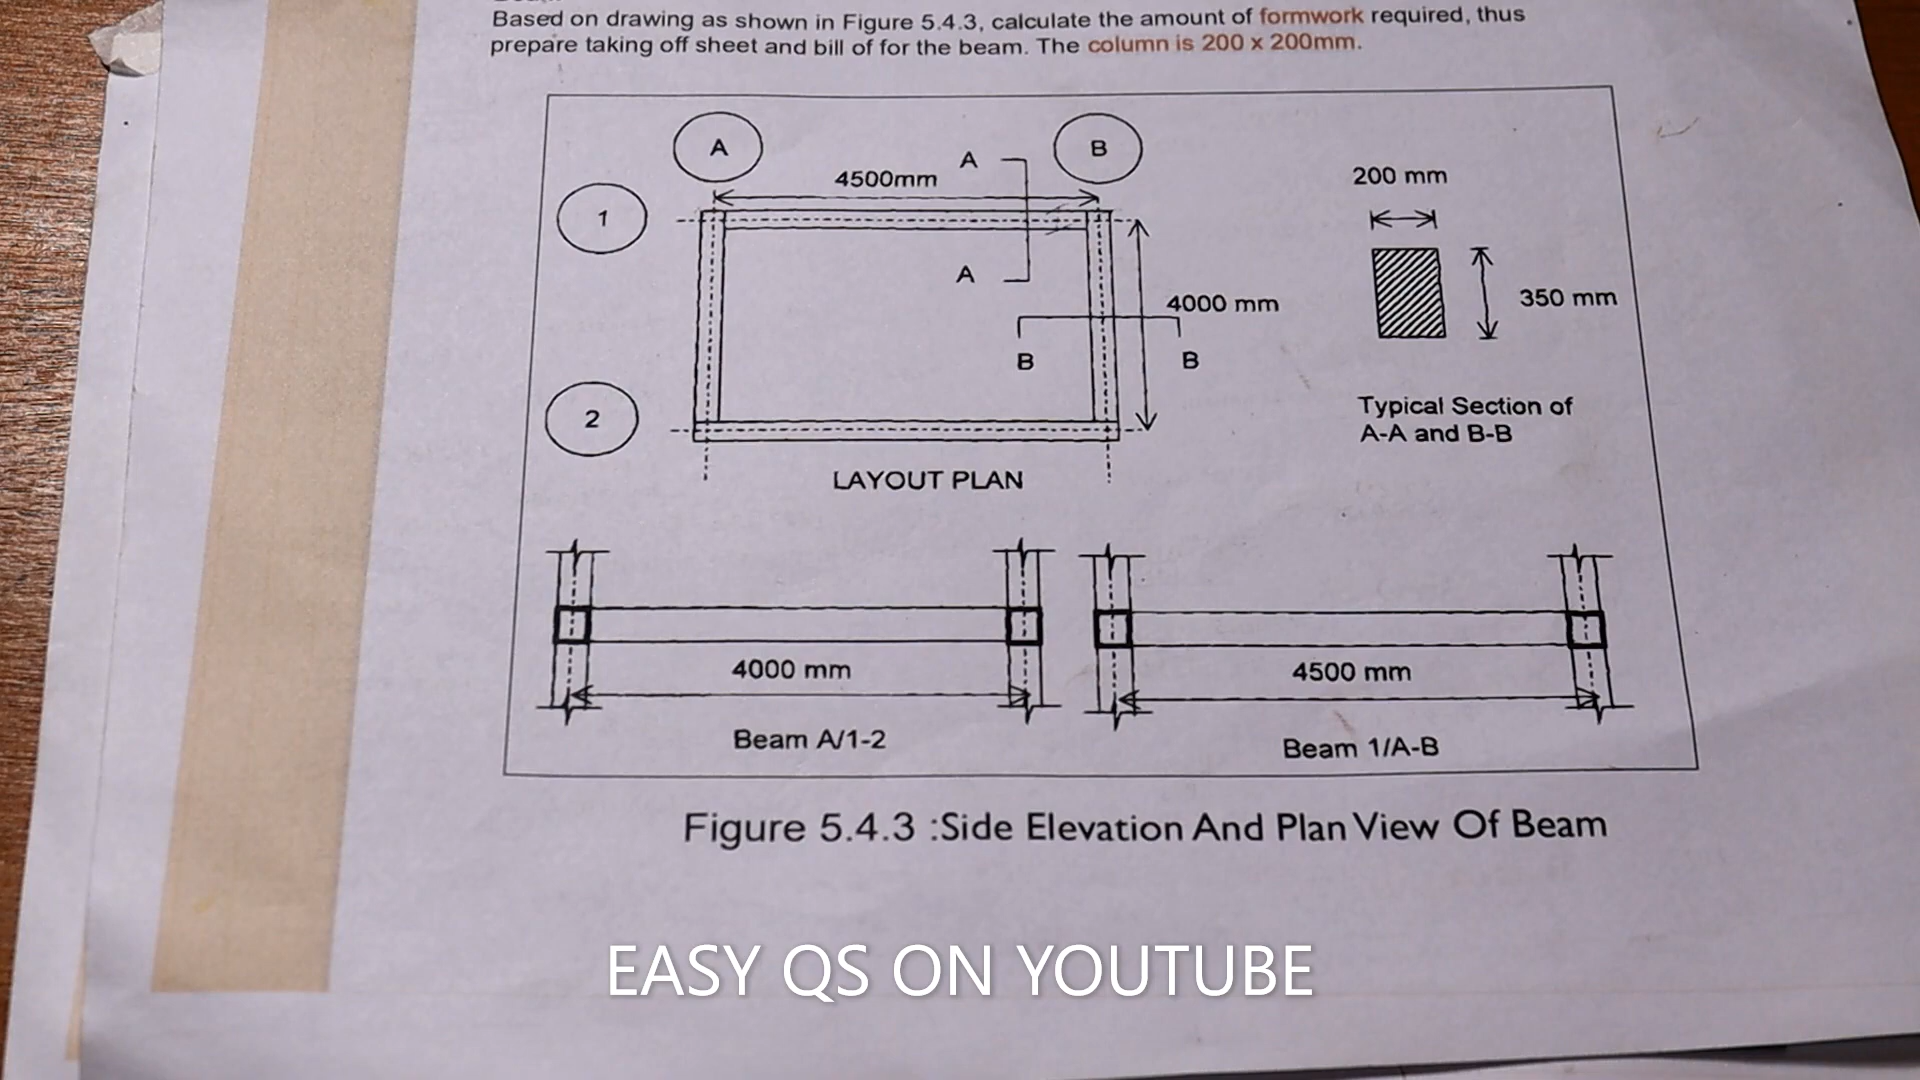 Based on drawing as shown in Figure 5.4.3, calculate the amount of formwork required, thus
prepare taking off sheet and bill of for the beam. The column is 200 x 200mm.
A
B
A
4500mm
200 mm
1
A
4000 mm
350 mm
B
B
2
Typical Section of
A-A and B-B
LAYOUT PLAN
4000 mm
4500 mm
Beam A/1-2
Beam 1/A-B
Figure 5.4.3 :Side Elevation And Plan View Of Beam
EASY QS ON YOUTUBE